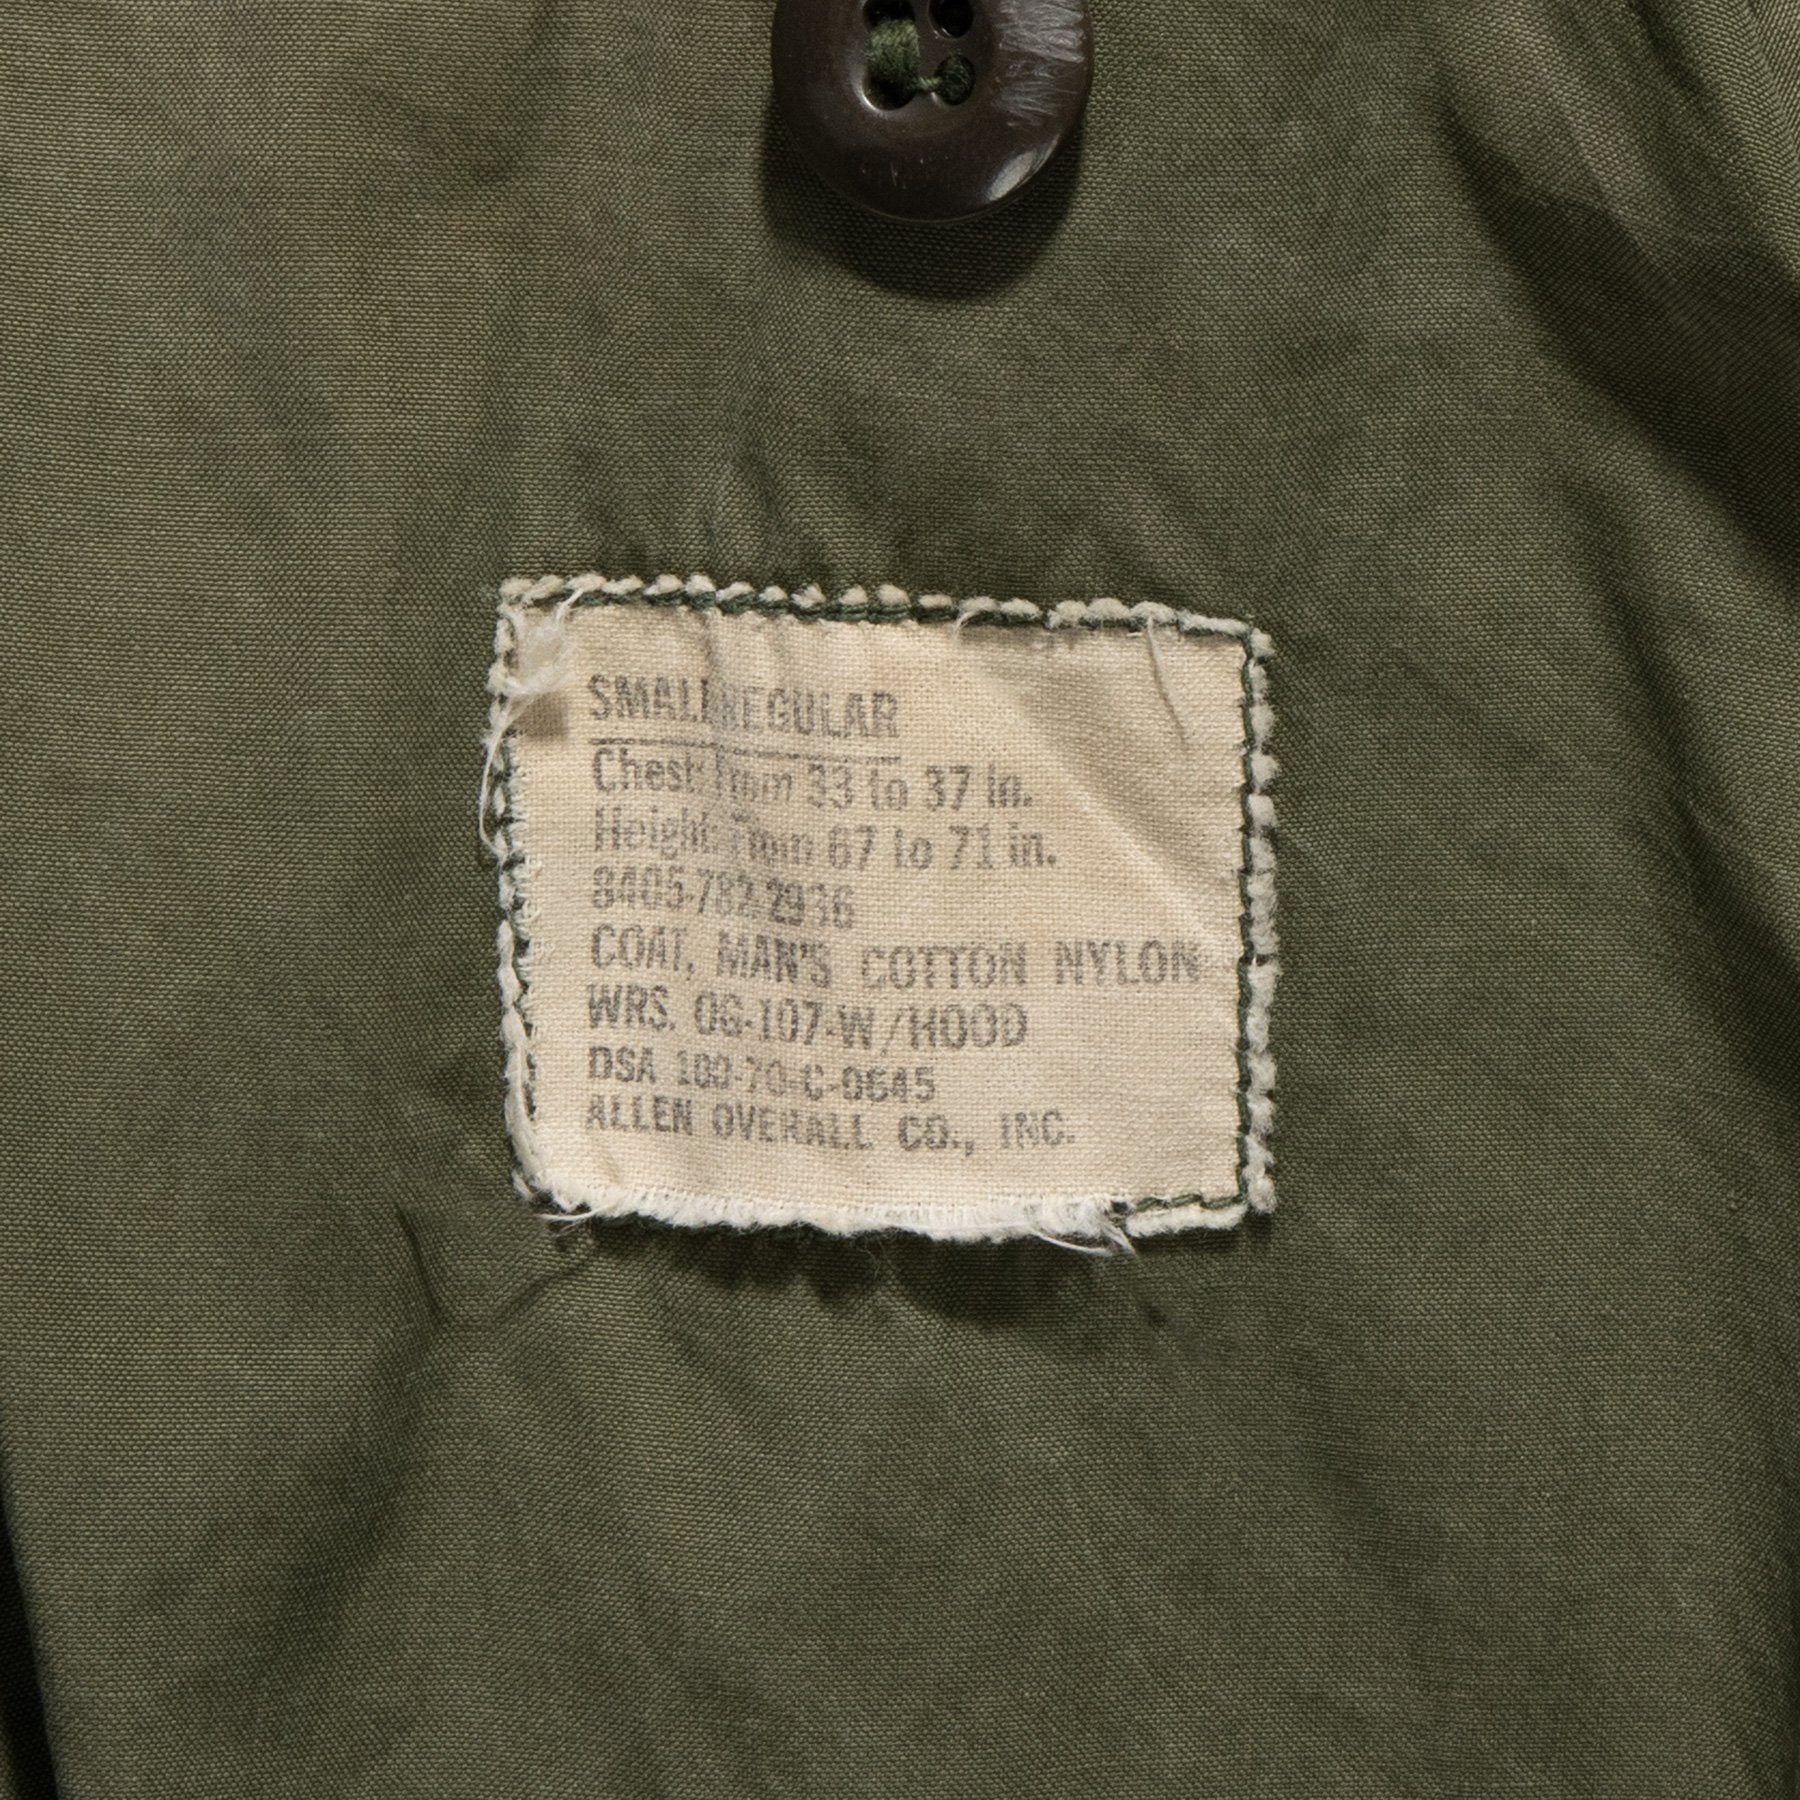 SMALL REGULAR
Chest: From 33 to 37 in.
Height: From 67 to 71 in.
8405-782-2936
COAT, MAN'S COTTON NYLON
WRS. OG-107-W/HOOD
DSA 100-70-C-0645
ALLEN OVERALL CO., INC.